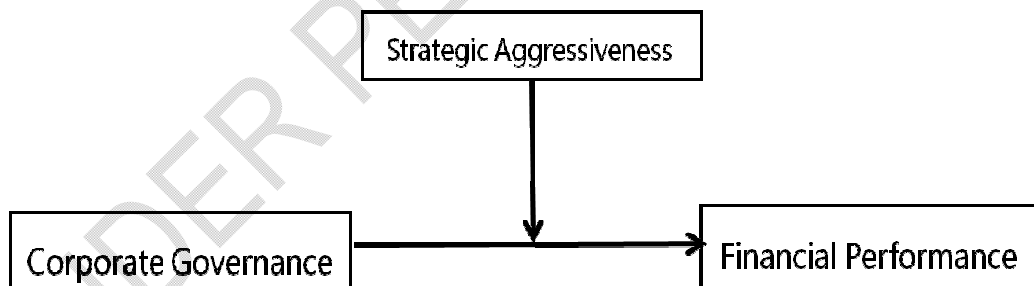 Strategic Aggressiveness
Corporate Governance
Financial Performance